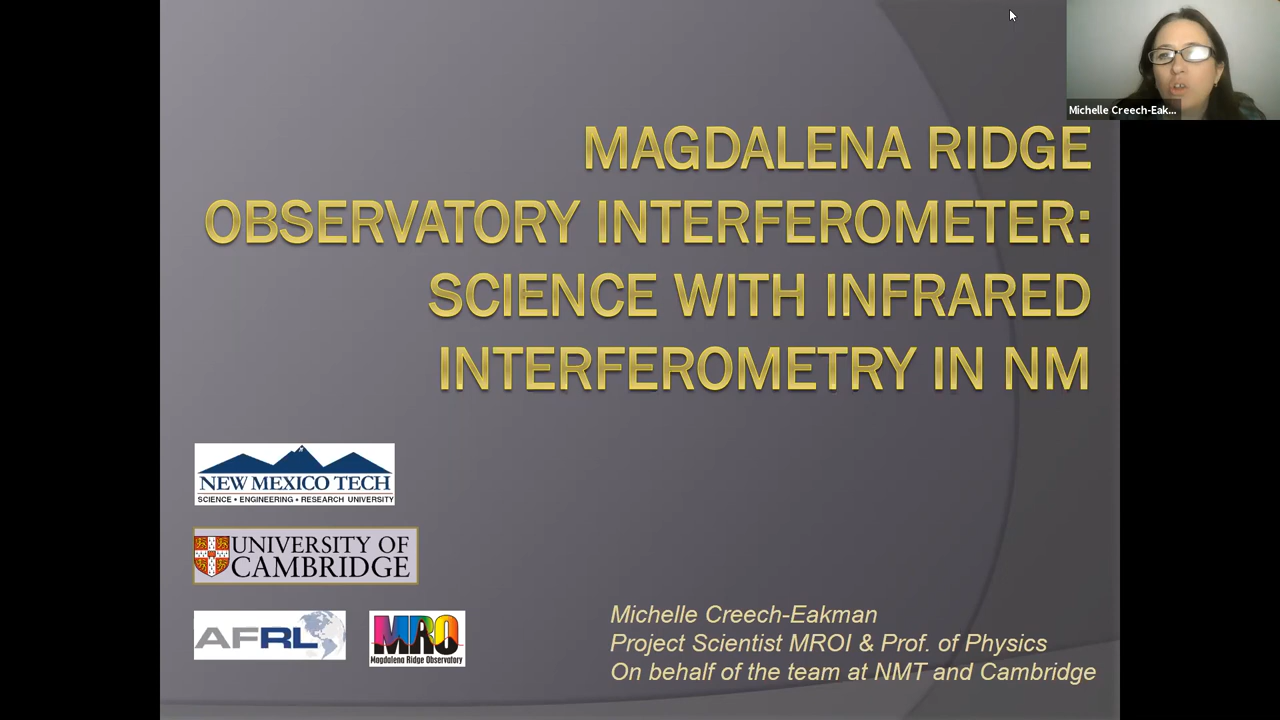 Michelle Creech-Eak...
MAGDALENA RIDGE
OBSERVATORY INTERFEROMETER:
SCIENCE WITH INFRARED
INTERFEROMETRY IN NM
NEW MEXICO TECH
SCIENCE • ENGINEERING • RESEARCH UNIVERSITY
UNIVERSITY OF
CAMBRIDGE
AFRL
MRO
Magdalena Ridge Observatory
Michelle Creech-Eakman
Project Scientist MROI & Prof. of Physics
On behalf of the team at NMT and Cambridge